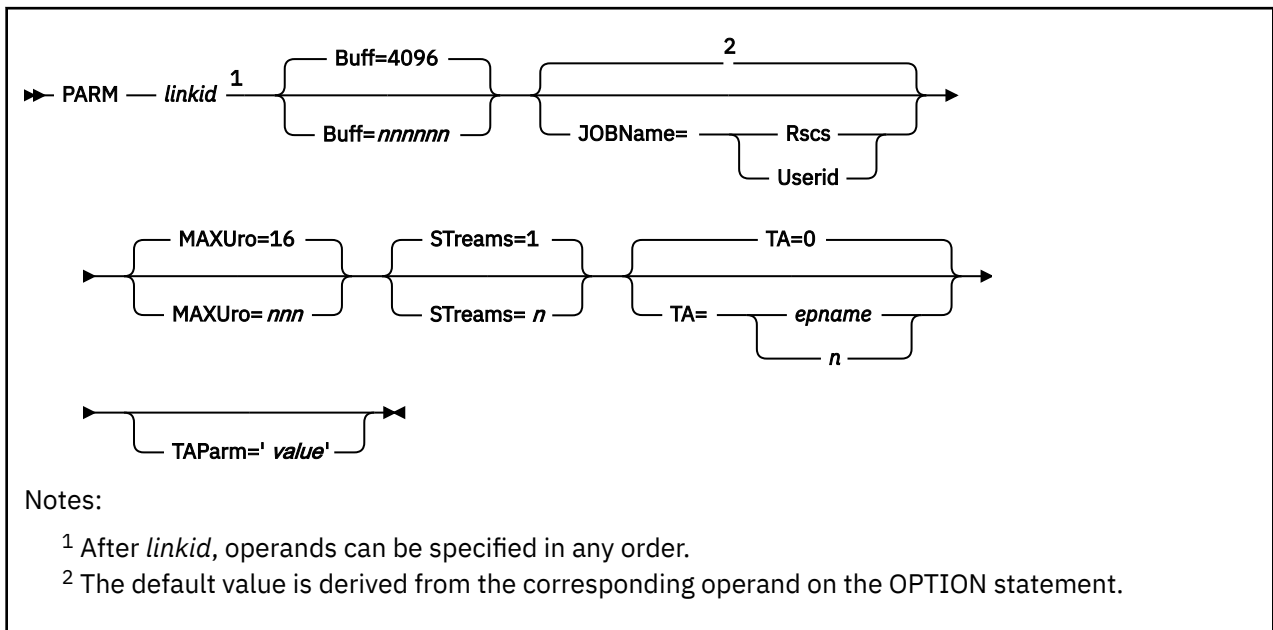 Buff=4096 2
PARM linkid 1
Buff=nnnnnn JOBName= Rscs
Userid
MAXUro=16 STreams=1 TA=0
MAXUro= nnn STreams= n TA= epname
n
TAParm=' value'
Notes:
1 After linkid, operands can be specified in any order.
2 The default value is derived from the corresponding operand on the OPTION statement.